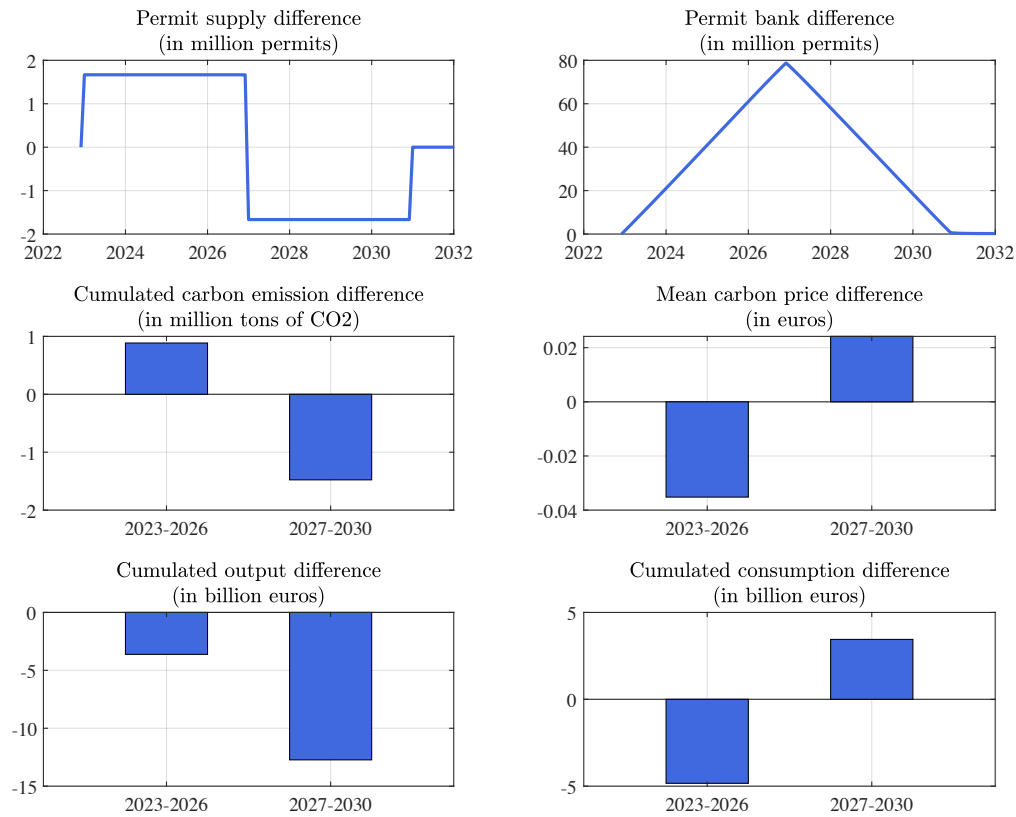 Permit supply difference
(in million permits)
2
1
0
-1
-2
2022 2024 2026 2028 2030 2032
Permit bank difference
(in million permits)
80
60
40
20
0
2022 2024 2026 2028 2030 2032
Cumulated carbon emission difference
(in million tons of CO2)
1
0
-1
-2
2023-2026 2027-2030
Mean carbon price difference
(in euros)
0.02
0
-0.02
-0.04
2023-2026 2027-2030
Cumulated output difference
(in billion euros)
0
-5
-10
-15
2023-2026 2027-2030
Cumulated consumption difference
(in billion euros)
5
0
-5
2023-2026 2027-2030